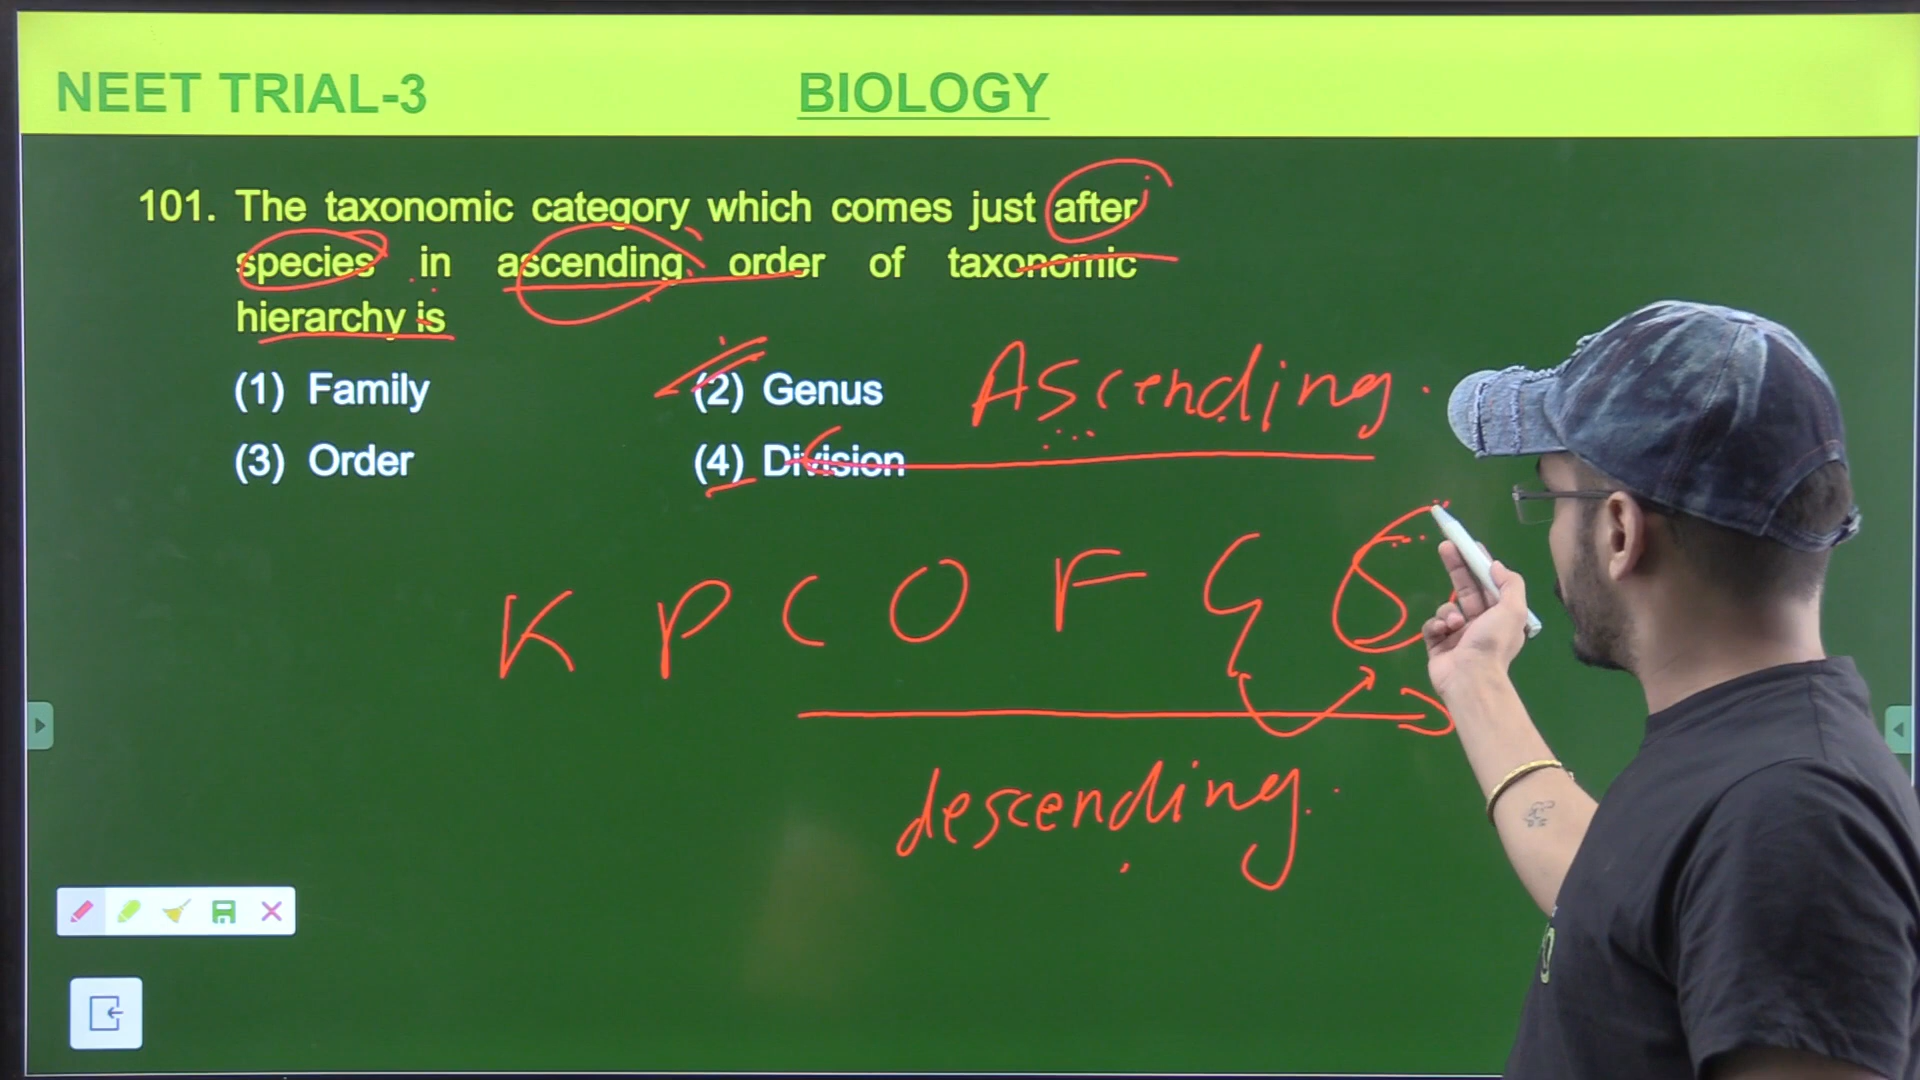 NEET TRIAL-3
BIOLOGY
101. The taxonomic category which comes just after
species in ascending order of taxonomic
hierarchy is
(1) Family
(2) Genus
(3) Order
(4) Division
Ascending.
K P C O F G S
descending.